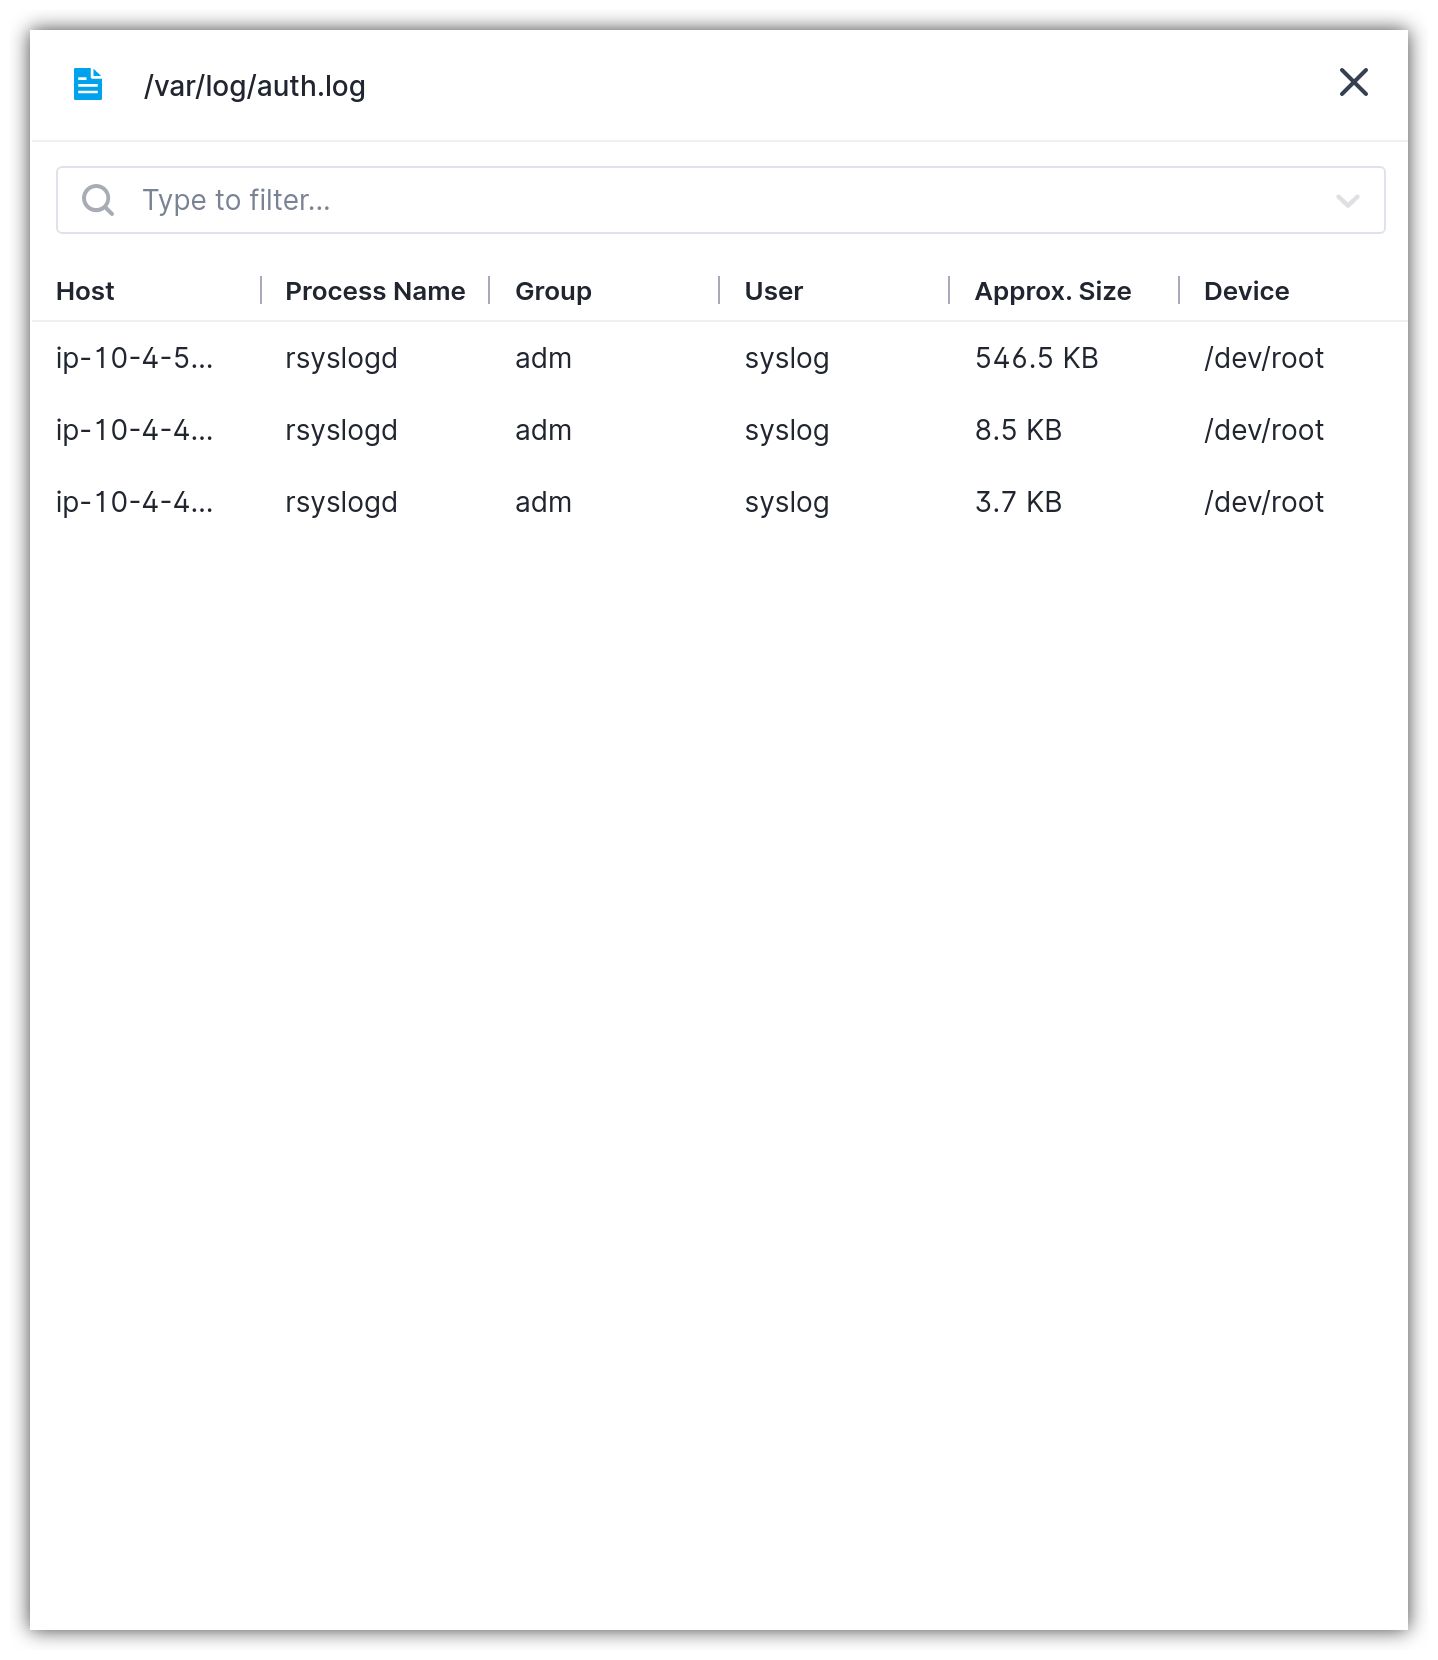 /var/log/auth.log
Type to filter...
Host Process Name Group User Approx. Size Device
ip-10-4-5... rsyslogd adm syslog 546.5 KB /dev/root
ip-10-4-4... rsyslogd adm syslog 8.5 KB /dev/root
ip-10-4-4... rsyslogd adm syslog 3.7 KB /dev/root